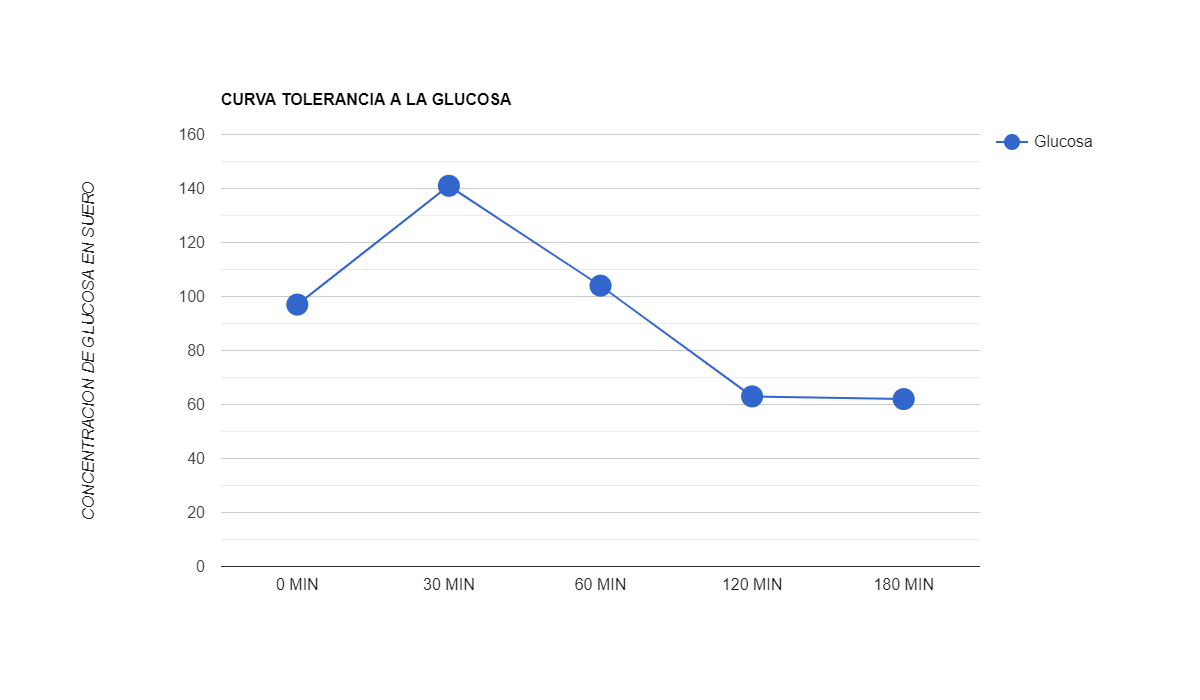 CURVA TOLERANCIA A LA GLUCOSA
CONCENTRACION DE GLUCOSA EN SUERO
160
140
120
100
80
60
40
20
0
0 MIN
30 MIN
60 MIN
120 MIN
180 MIN
Glucosa